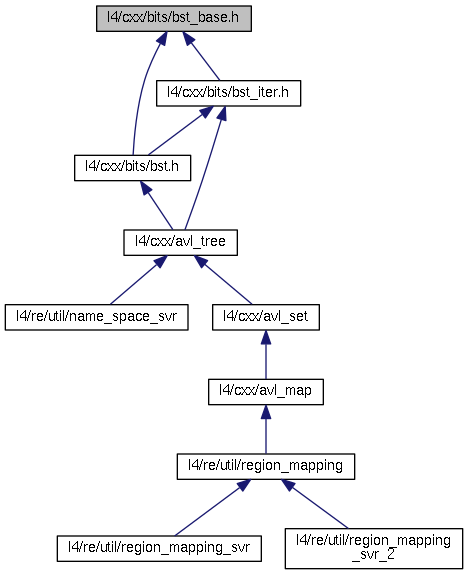 l4/cxx/bits/bst_base.h
l4/cxx/bits/bst_iter.h
l4/cxx/bits/bst.h
l4/cxx/avl_tree
l4/re/util/name_space_svr
l4/cxx/avl_set
l4/cxx/avl_map
l4/re/util/region_mapping
l4/re/util/region_mapping_svr
l4/re/util/region_mapping
_svr_2